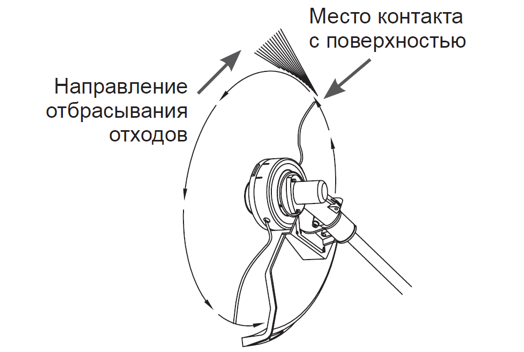 Место контакта
с поверхностью
Направление
отбрасывания
отходов